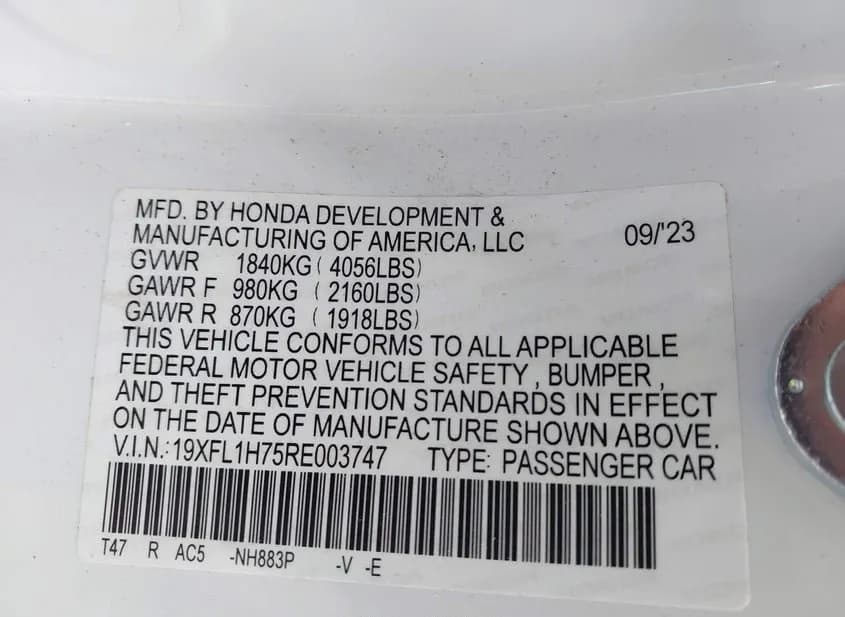 MFD. BY HONDA DEVELOPMENT &
MANUFACTURING OF AMERICA, LLC 09/'23
GVWR 1840KG ( 4056LBS)
GAWR F 980KG ( 2160LBS)
GAWR R 870KG ( 1918LBS)
THIS VEHICLE CONFORMS TO ALL APPLICABLE
FEDERAL MOTOR VEHICLE SAFETY , BUMPER ,
AND THEFT PREVENTION STANDARDS IN EFFECT
ON THE DATE OF MANUFACTURE SHOWN ABOVE.
V.I.N.:19XFL1H75RE003747 TYPE: PASSENGER CAR
T47 R AC5 -NH883P -V -E